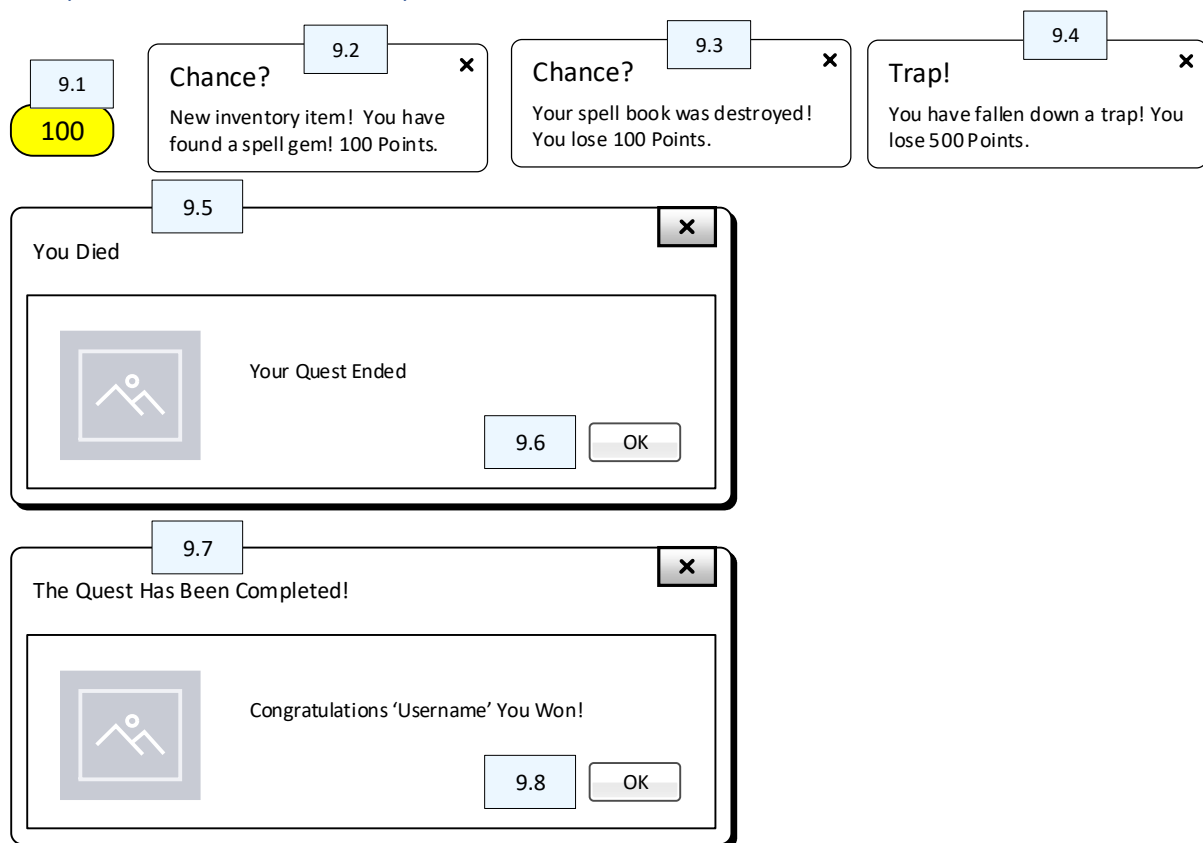 9.1
100
9.2
Chance?
New inventory item! You have
found a spell gem! 100 Points.
9.3
Chance?
Your spell book was destroyed!
You lose 100 Points.
9.4
Trap!
You have fallen down a trap! You
lose 500 Points.
9.5
You Died
Your Quest Ended
9.6
OK
9.7
The Quest Has Been Completed!
Congratulations ‘Username’ You Won!
9.8
OK